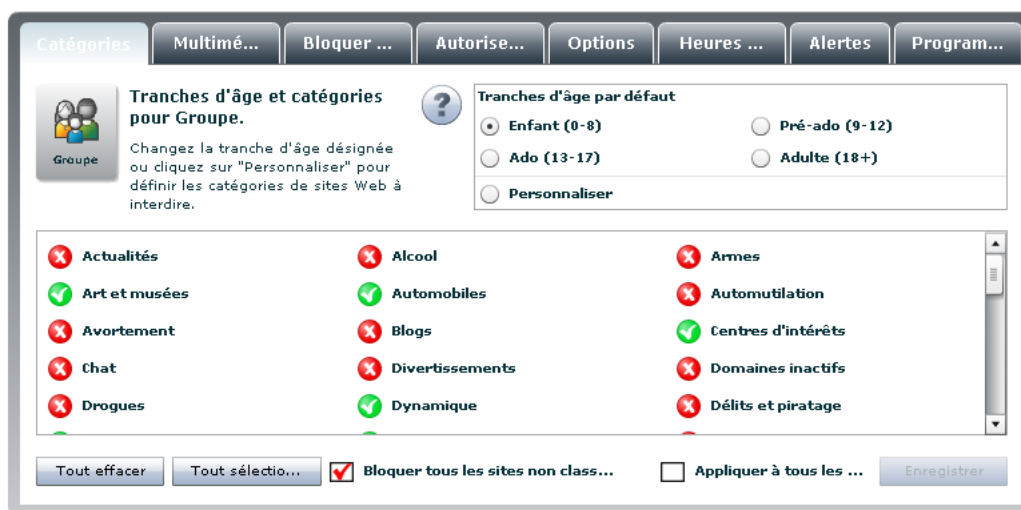 Catégories Multimé... Bloquer ... Autorise... Options Heures ... Alertes Program...
Groupe
Tranches d'âge et catégories
pour Groupe.
Changez la tranche d'âge désignée
ou cliquez sur "Personnaliser" pour
définir les catégories de sites Web à
interdire.
?
Tranches d'âge par défaut
Enfant (0-8) Pré-ado (9-12)
Ado (13-17) Adulte (18+)
Personnaliser
Actualités Alcool Armes
Art et musées Automobiles Automutilation
Avortement Blogs Centres d'intérêts
Chat Divertissements Domaines inactifs
Drogues Dynamique Délits et piratage
Tout effacer Tout sélectio... Bloquer tous les sites non class... Appliquer à tous les ... Enregistrer